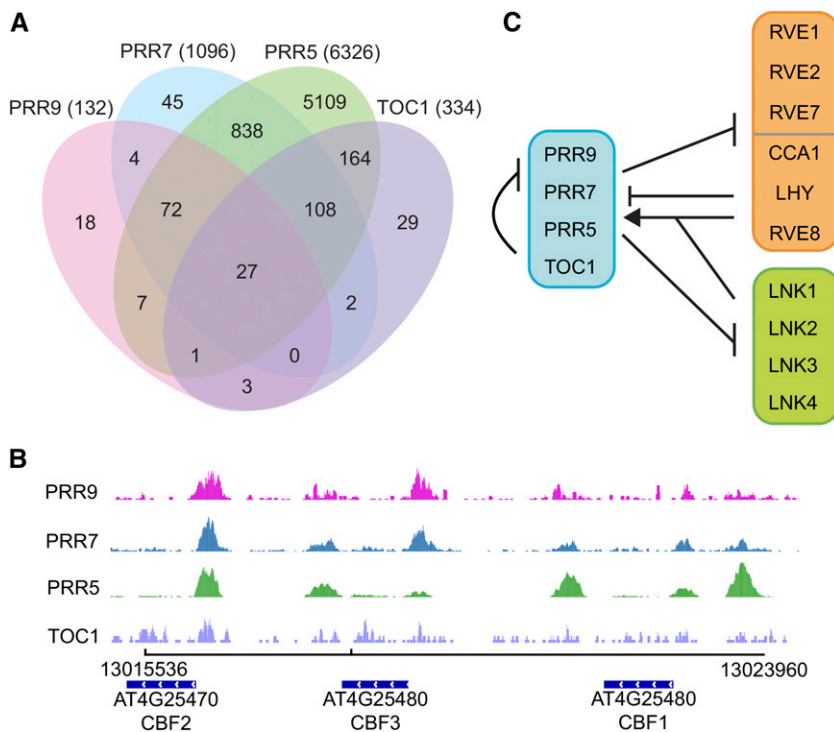 A
PRR7 (1096)
PRR5 (6326)
PRR9 (132)
TOC1 (334)
45
5109
4
838
164
18
72
108
29
27
7
2
1
0
3
C
PRR9
PRR7
PRR5
TOC1
RVE1
RVE2
RVE7
CCA1
LHY
RVE8
LNK1
LNK2
LNK3
LNK4
B
PRR9
PRR7
PRR5
TOC1
13015536
13023960
AT4G25470
AT4G25480
AT4G25480
CBF2
CBF3
CBF1